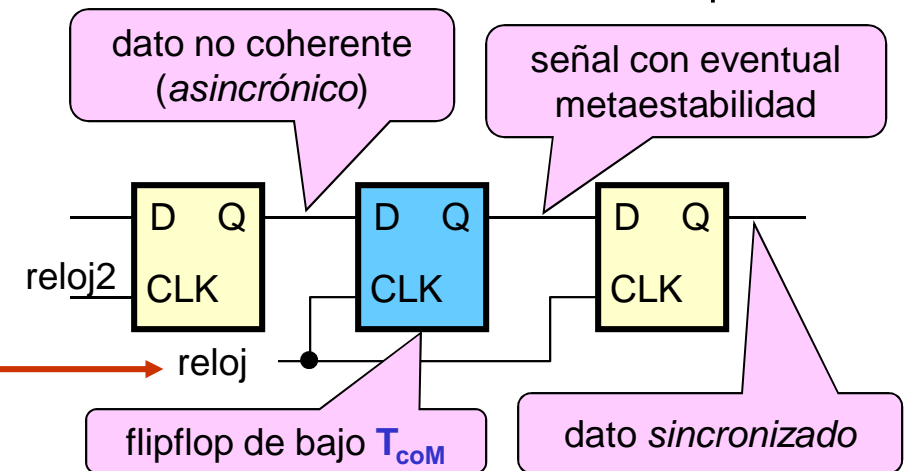 dato no coherente
(asincrónico)
señal con eventual
metaestabilidad
D Q
D Q
D Q
reloj2
CLK
CLK
CLK
reloj
flipflop de bajo TcoM
dato sincronizado